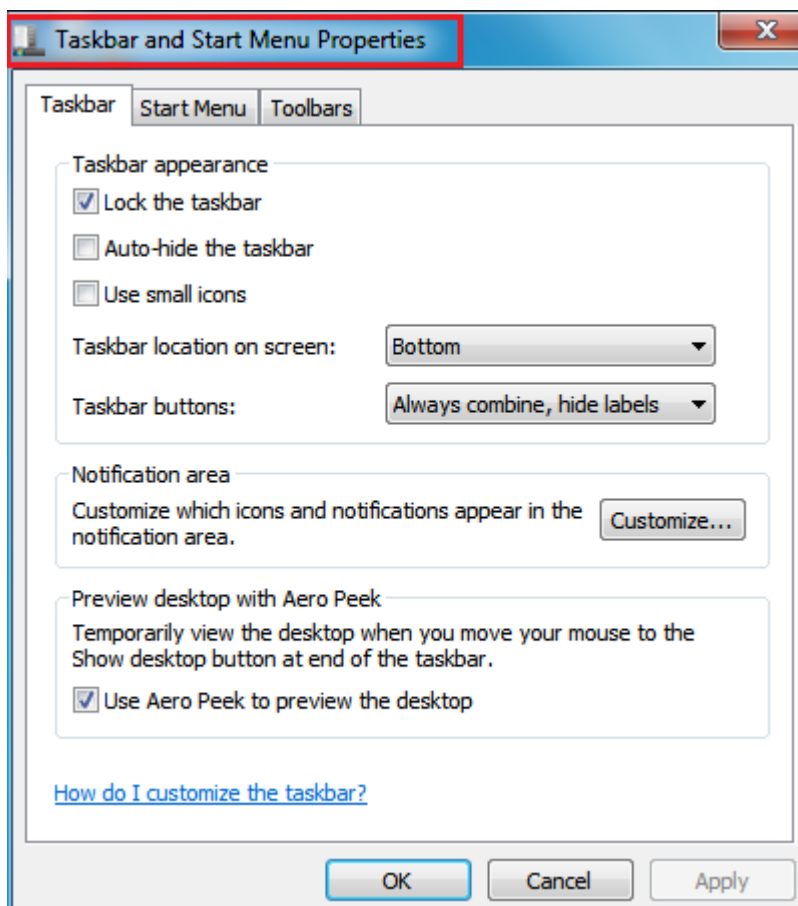 Taskbar and Start Menu Properties
Taskbar
Start Menu
Toolbars
Taskbar appearance
Lock the taskbar
Auto-hide the taskbar
Use small icons
Taskbar location on screen:
Bottom
Taskbar buttons:
Always combine, hide labels
Notification area
Customize which icons and notifications appear in the
notification area.
Customize...
Preview desktop with Aero Peek
Temporarily view the desktop when you move your mouse to the
Show desktop button at end of the taskbar.
Use Aero Peek to preview the desktop
How do I customize the taskbar?
OK
Cancel
Apply